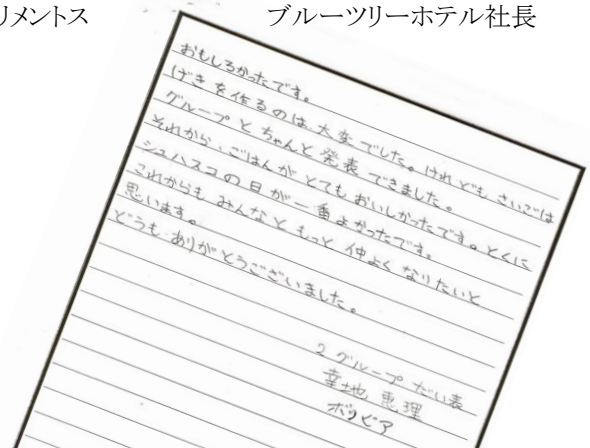 リメントス ブルーツリーホテル社長
おもしろかったです。
げきを作るのは大変でした。けれどもさいごは
グループとちゃんと発表できました。
それから、ごはんがとてもおいしかったです。とくに
シュハスコの日が一番よかったです。
これからもみんなともっと仲よくなりたいと
思います。
どうもありがとうございました。
2グループだい表
幸地 恵理
ボリビア